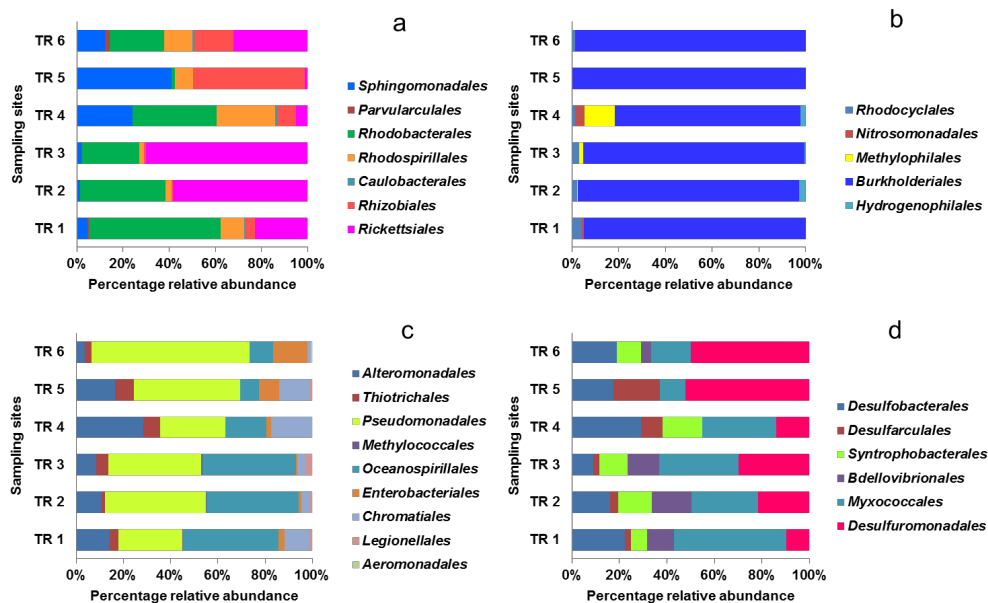 a
Sampling sites
TR 6
TR 5
TR 4
TR 3
TR 2
TR 1
0% 20% 40% 60% 80% 100%
Percentage relative abundance
Sphingomonadales
Parvularculales
Rhodobacterales
Rhodospirillales
Caulobacterales
Rhizobiales
Rickettsiales
b
Sampling sites
TR 6
TR 5
TR 4
TR 3
TR 2
TR 1
0% 20% 40% 60% 80% 100%
Percentage relative abundance
Rhodocyclales
Nitrosomonadales
Methylophilales
Burkholderiales
Hydrogenophilales
c
Sampling sites
TR 6
TR 5
TR 4
TR 3
TR 2
TR 1
0% 20% 40% 60% 80% 100%
Percentage relative abundance
Alteromonadales
Thiotrichales
Pseudomonadales
Methylococcales
Oceanospirillales
Enterobacteriales
Chromatiales
Legionellales
Aeromonadales
d
Sampling sites
TR 6
TR 5
TR 4
TR 3
TR 2
TR 1
0% 20% 40% 60% 80% 100%
Percentage relative abundance
Desulfobacterales
Desulfarculales
Syntrophobacterales
Bdellovibrionales
Myxococcales
Desulfuromonadales